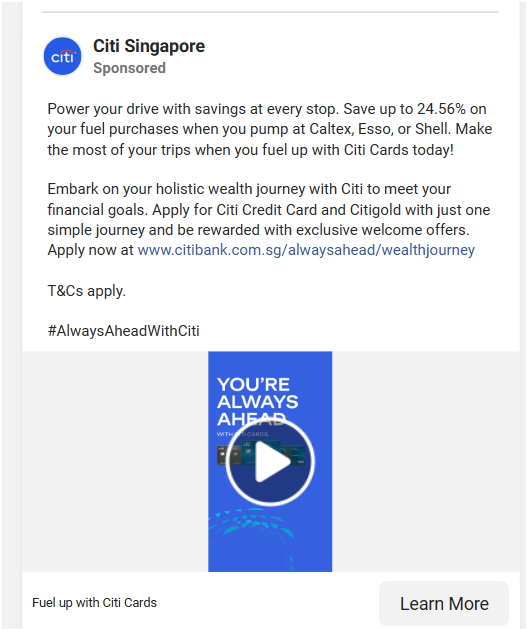 citi
Citi Singapore
Sponsored
Power your drive with savings at every stop. Save up to 24.56% on
your fuel purchases when you pump at Caltex, Esso, or Shell. Make
the most of your trips when you fuel up with Citi Cards today!
Embark on your holistic wealth journey with Citi to meet your
financial goals. Apply for Citi Credit Card and Citigold with just one
simple journey and be rewarded with exclusive welcome offers.
Apply now at www.citibank.com.sg/alwaysahead/wealthjourney
T&Cs apply.
#AlwaysAheadWithCiti
YOU'RE
ALWAYS
AHEAD
WITH CITI CARDS.
Fuel up with Citi Cards
Learn More